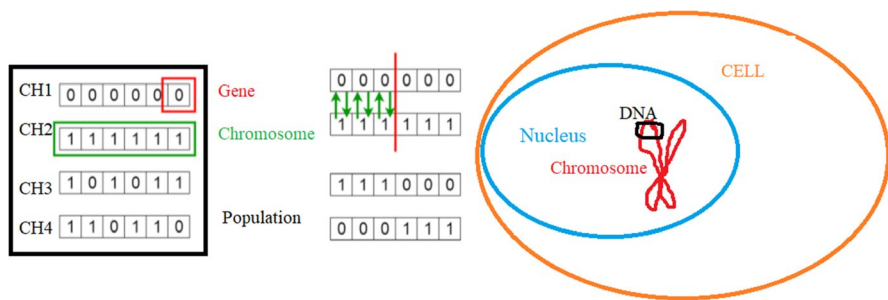 CH1 0 0 0 0 0 0 Gene
CH2 1 1 1 1 1 1 Chromosome
CH3 1 0 1 0 1 1
CH4 1 1 0 1 1 0 Population
0 0 0 0 0 0
1 1 1 1 1 1
1 1 1 0 0 0
0 0 0 1 1 1
CELL
DNA
Nucleus
Chromosome